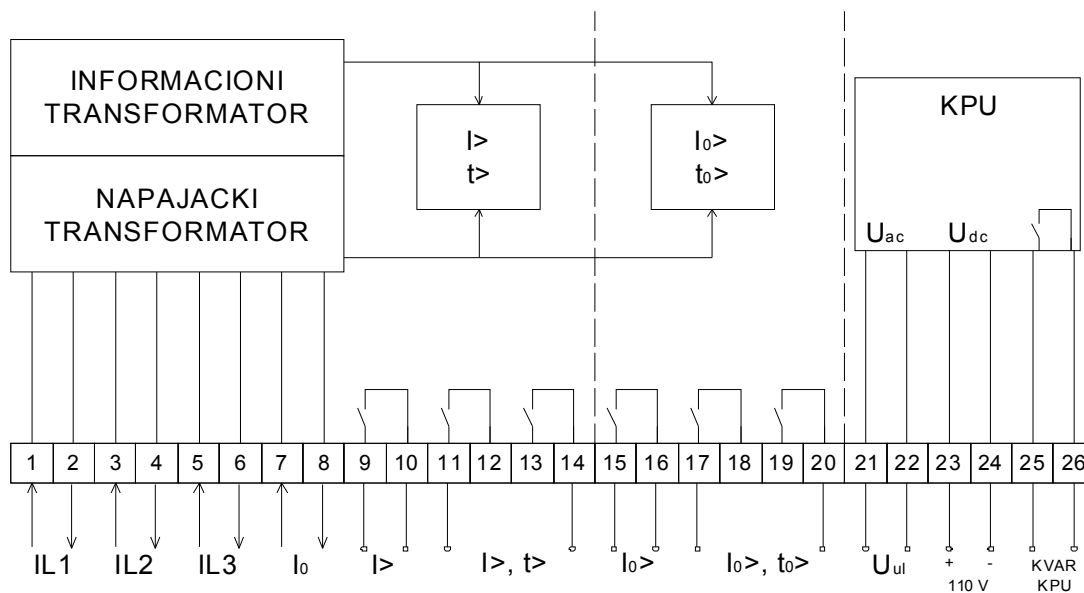 INFORMACIONI
TRANSFORMATOR
NAPAJACKI
TRANSFORMATOR
I>
t>
I0>
t0>
KPU
Uac Udc
1 2 3 4 5 6 7 8 9 10 11 12 13 14 15 16 17 18 19 20 21 22 23 24 25 26
IL1 IL2 IL3 I0 I> I>, t> I0> I0>, t0> Uul + - KVAR
110 V KPU